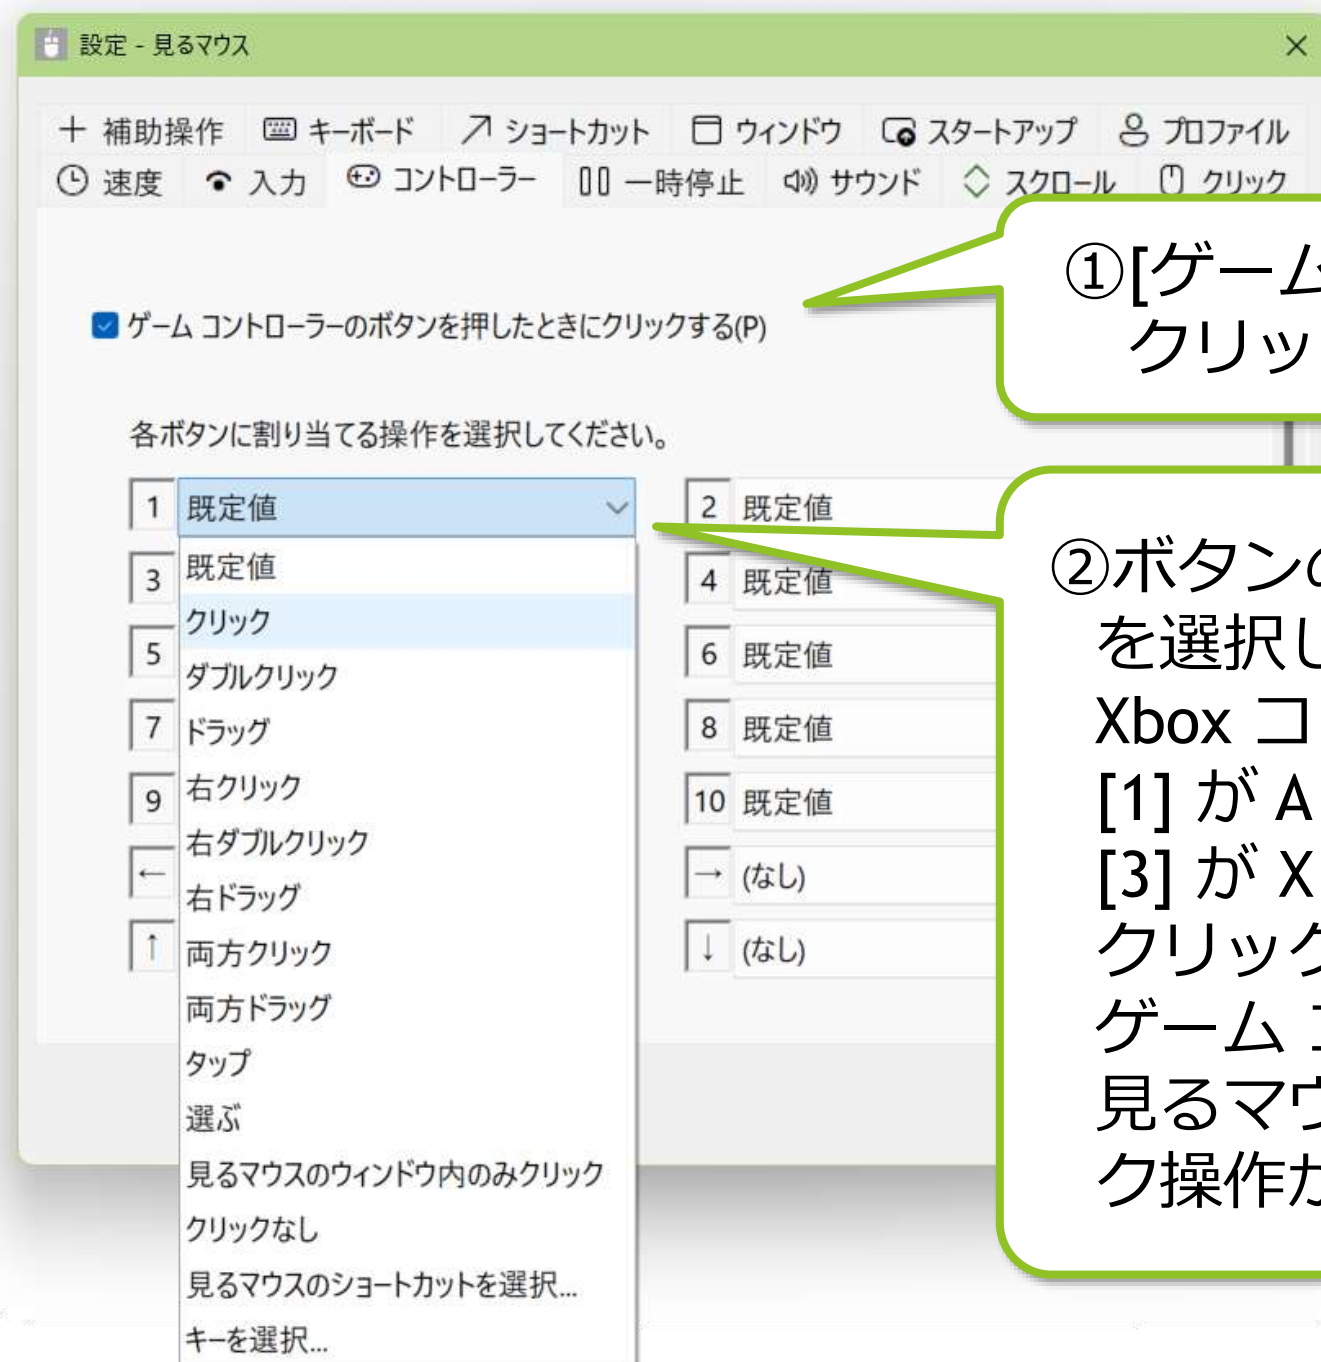 設定 - 見るマウス
補助操作 キーボード ショートカット ウィンドウ スタートアップ プロファイル
速度 入力 コントローラー 一時停止 サウンド スクロール クリック
ゲーム コントローラーのボタンを押したときにクリックする(P)
各ボタンに割り当てる操作を選択してください。
1 既定値
2 既定値
3
4 既定値
5
6 既定値
7
8 既定値
9
10 既定値
←
→ (なし)
↑
↓ (なし)
既定値
クリック
ダブルクリック
ドラッグ
右クリック
右ダブルクリック
右ドラッグ
両方クリック
両方ドラッグ
タップ
選ぶ
見るマウスのウィンドウ内のみクリック
クリックなし
見るマウスのショートカットを選択...
キーを選択...
①[ゲーム
クリッ
②ボタンの
を選択し
Xbox コ
[1] が A
[3] が X
クリック
ゲーム コ
見るマウ
ク操作が